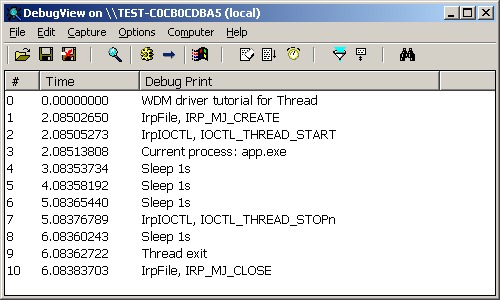 DebugView on \\TEST-C0CB0CDBA5 (local)
File Edit Capture Options Computer Help
# Time Debug Print
0 0.00000000 WDM driver tutorial for Thread
1 2.08502650 IrpFile, IRP_MJ_CREATE
2 2.08505273 IrpIOCTL, IOCTL_THREAD_START
3 2.08513808 Current process: app.exe
4 3.08353734 Sleep 1s
5 4.08358192 Sleep 1s
6 5.08365440 Sleep 1s
7 5.08376789 IrpIOCTL, IOCTL_THREAD_STOPn
8 6.08360243 Sleep 1s
9 6.08362722 Thread exit
10 6.08383703 IrpFile, IRP_MJ_CLOSE